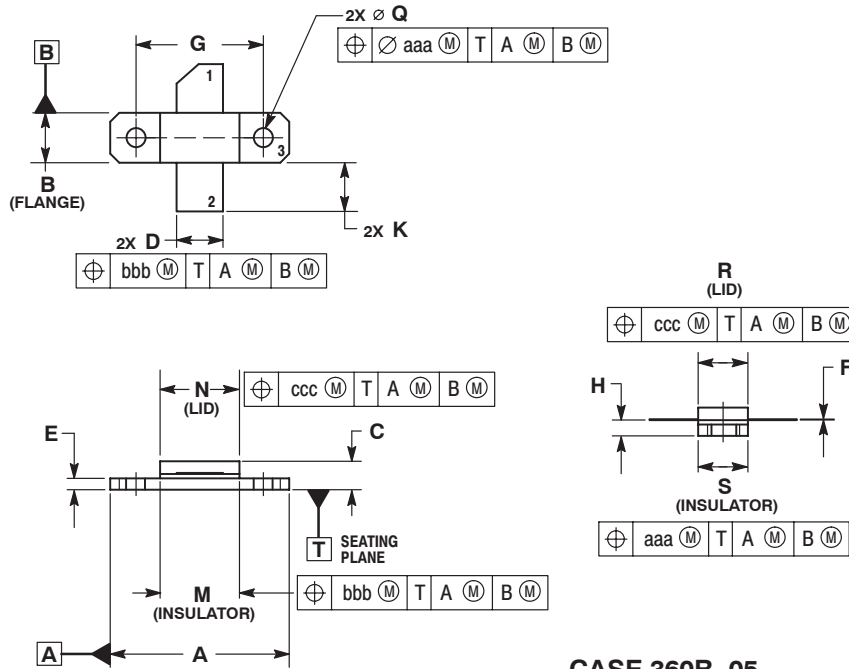 2X ⌀ Q
⌖ ⌀ aaa Ⓜ T A Ⓜ B Ⓜ
G
B
1
3
B
(FLANGE)
2
2X K
2X D
⌖ bbb Ⓜ T A Ⓜ B Ⓜ
R
(LID)
⌖ ccc Ⓜ T A Ⓜ B Ⓜ
N
(LID)
⌖ ccc Ⓜ T A Ⓜ B Ⓜ
H
F
E
C
S
(INSULATOR)
⌖ aaa Ⓜ T A Ⓜ B Ⓜ
T SEATING
PLANE
M
(INSULATOR)
⌖ bbb Ⓜ T A Ⓜ B Ⓜ
A
A